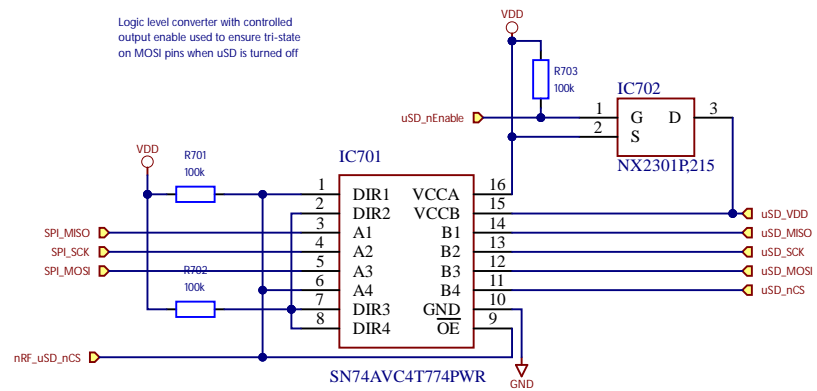 Logic level converter with controlled
output enable used to ensure tri-state
on MOSI pins when uSD is turned off
VDD
R703
100k
IC702
uSD_nEnable
1 G D 3
2 S
NX2301P,215
VDD
R701
100k
IC701
1 DIR1 VCCA 16
2 DIR2 VCCB 15 uSD_VDD
SPI_MISO 3 A1 B1 14 uSD_MISO
SPI_SCK 4 A2 B2 13 uSD_SCK
SPI_MOSI 5 A3 B3 12 uSD_MOSI
R702
100k
6 A4 B4 11 uSD_nCS
7 DIR3 GND 10
8 DIR4 OE 9
nRF_uSD_nCS
SN74AVC4T774PWR
GND